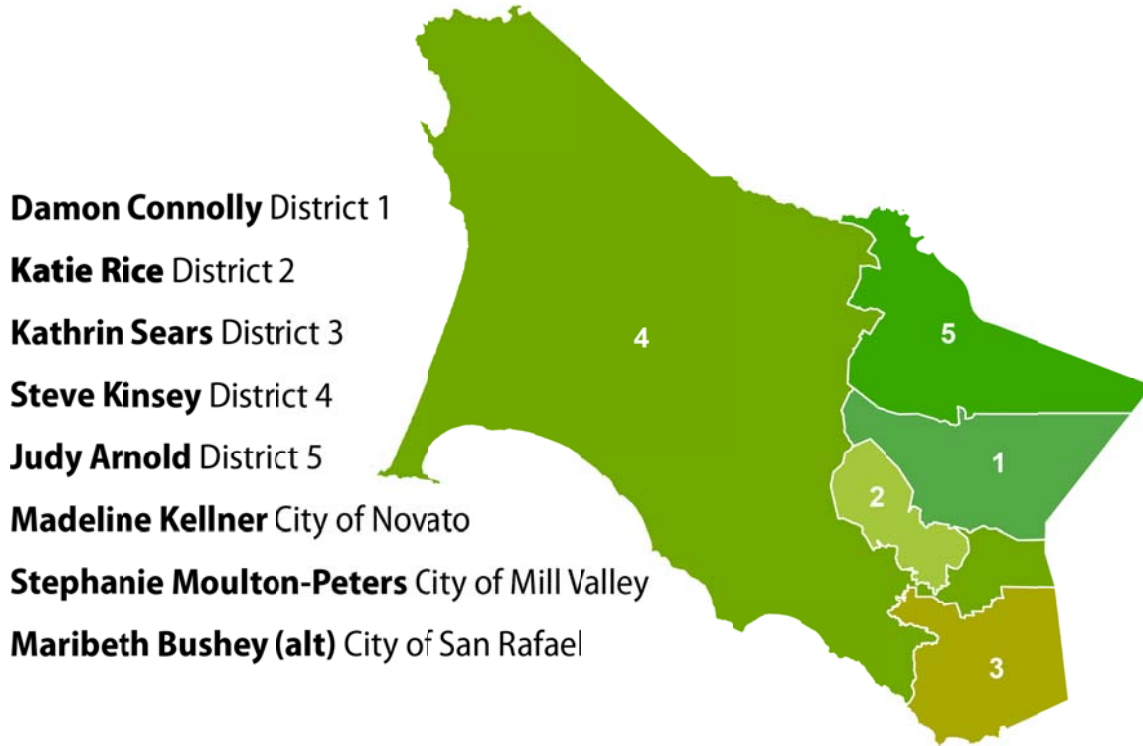 Damon Connolly District 1
Katie Rice District 2
Kathrin Sears District 3
Steve Kinsey District 4
Judy Arnold District 5
Madeline Kellner City of Novato
Stephanie Moulton-Peters City of Mill Valley
Maribeth Bushey (alt) City of San Rafael
4
5
1
2
3